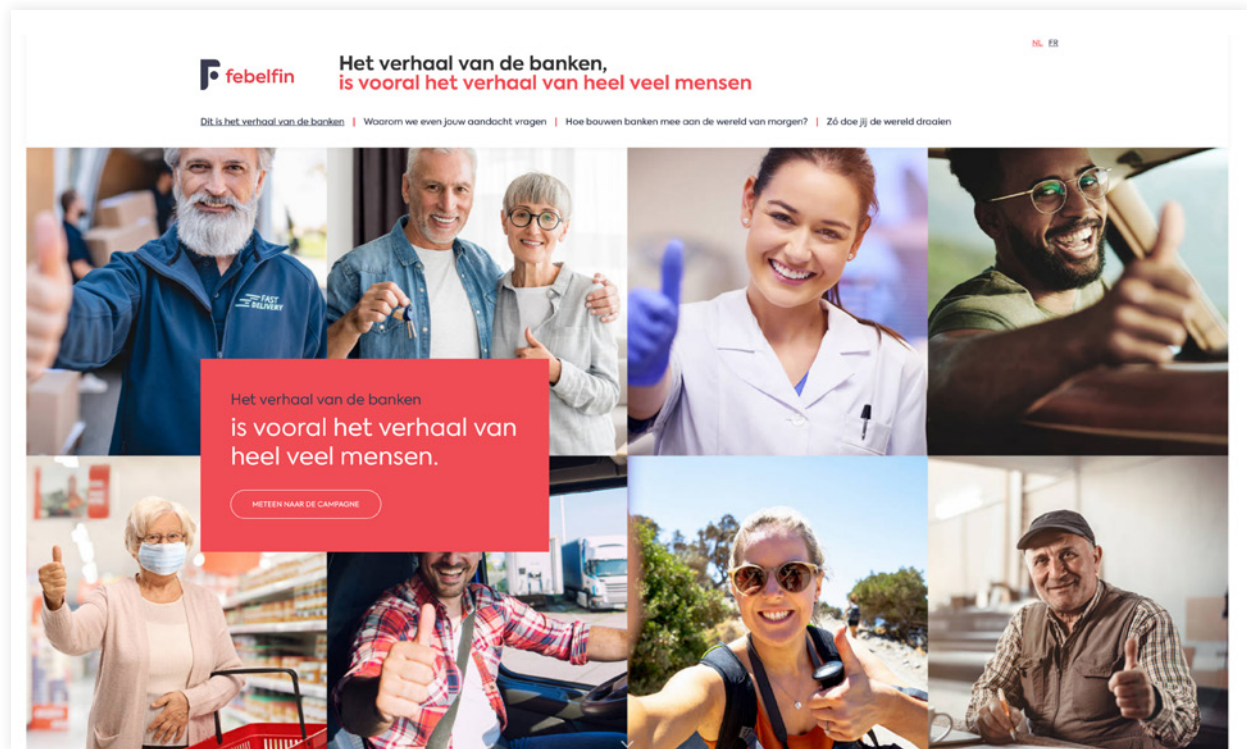 NL FR
febelfin
Het verhaal van de banken,
is vooral het verhaal van heel veel mensen
Dit is het verhaal van de banken | Waarom we even jouw aandacht vragen | Hoe bouwen banken mee aan de wereld van morgen? | Zó doe jij de wereld draaien
FAST
DELIVERY
Het verhaal van de banken
is vooral het verhaal van
heel veel mensen.
METEEN NAAR DE CAMPAGNE